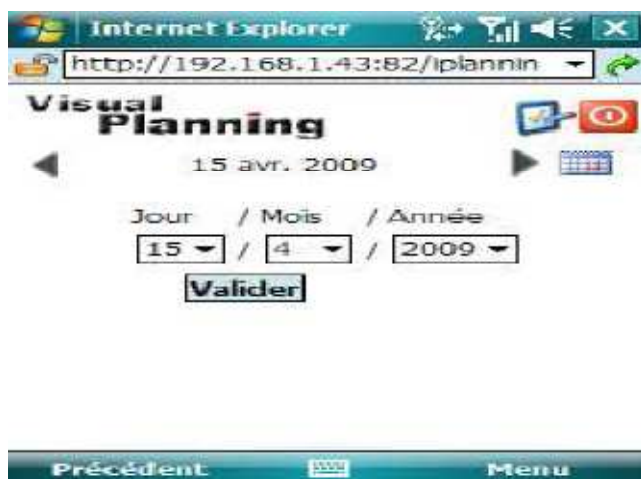 Internet Explorer
http://192.168.1.43:82/iplannin
Visual
Planning
15 avr. 2009
Jour / Mois / Année
15 / 4 / 2009
Valider
Précédent Menu